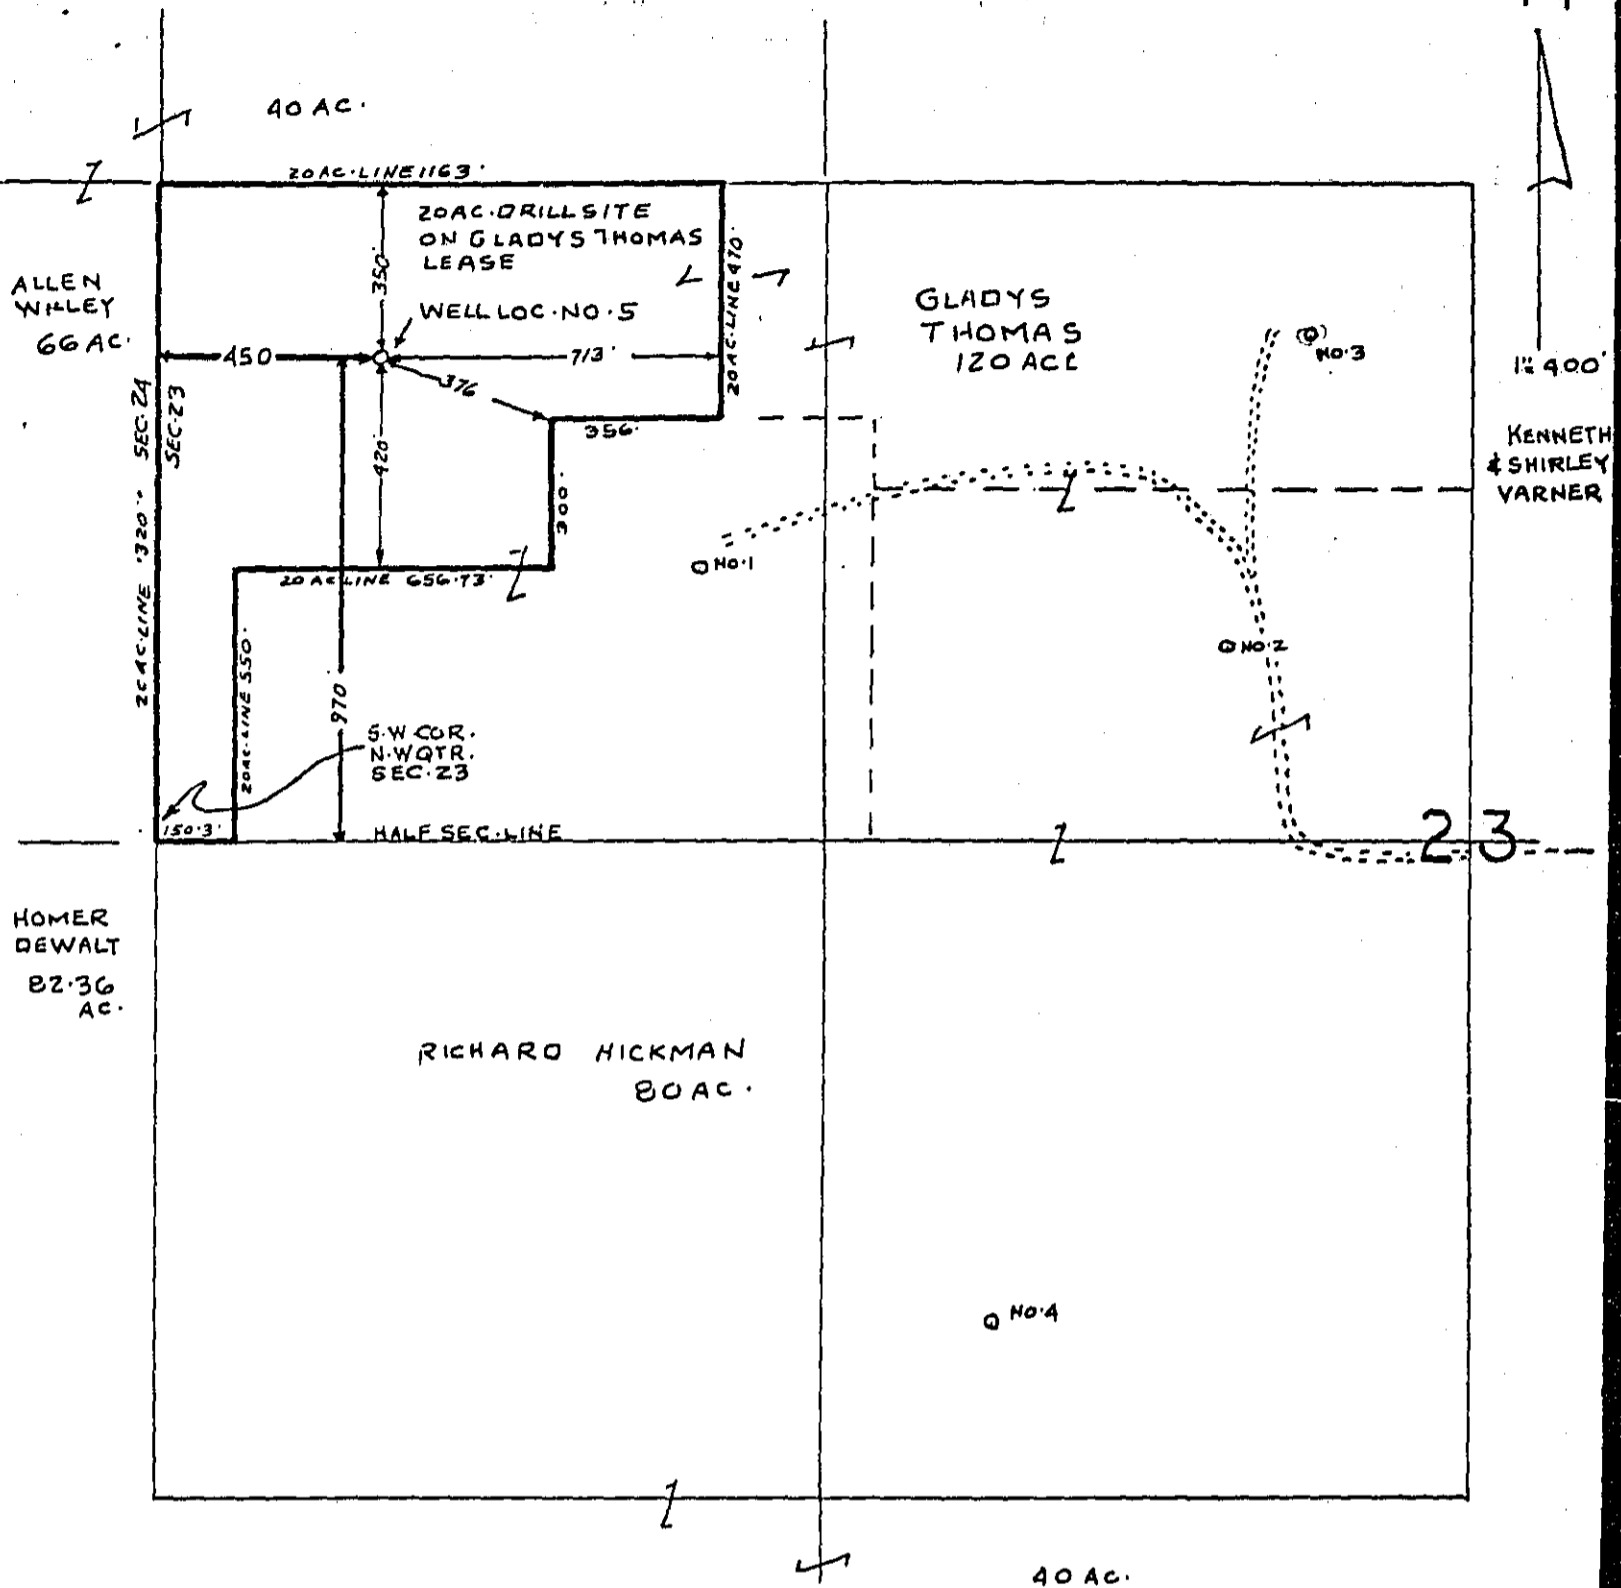 40 AC.
20 AC. LINE 1163'
20 AC. DRILL SITE
ON GLADYS THOMAS
LEASE
350'
20 AC. LINE 470'
ALLEN
WILLEY
66 AC.
WELL LOC. NO. 5
GLADYS
THOMAS
120 ACC
NO. 3
1"= 400'
450
713'
376
356'
420'
300'
SEC. 24
SEC. 23
KENNETH
& SHIRLEY
VARNER
20 AC. LINE 1320'
NO. 1
20 AC LINE 656.73'
NO. 2
20 AC. LINE 550'
970'
S.W COR.
N.W QTR.
SEC. 23
150.3'
HALF SEC. LINE
23
HOMER
DEWALT
82.36
AC.
RICHARD HICKMAN
80 AC.
NO. 4
40 AC.